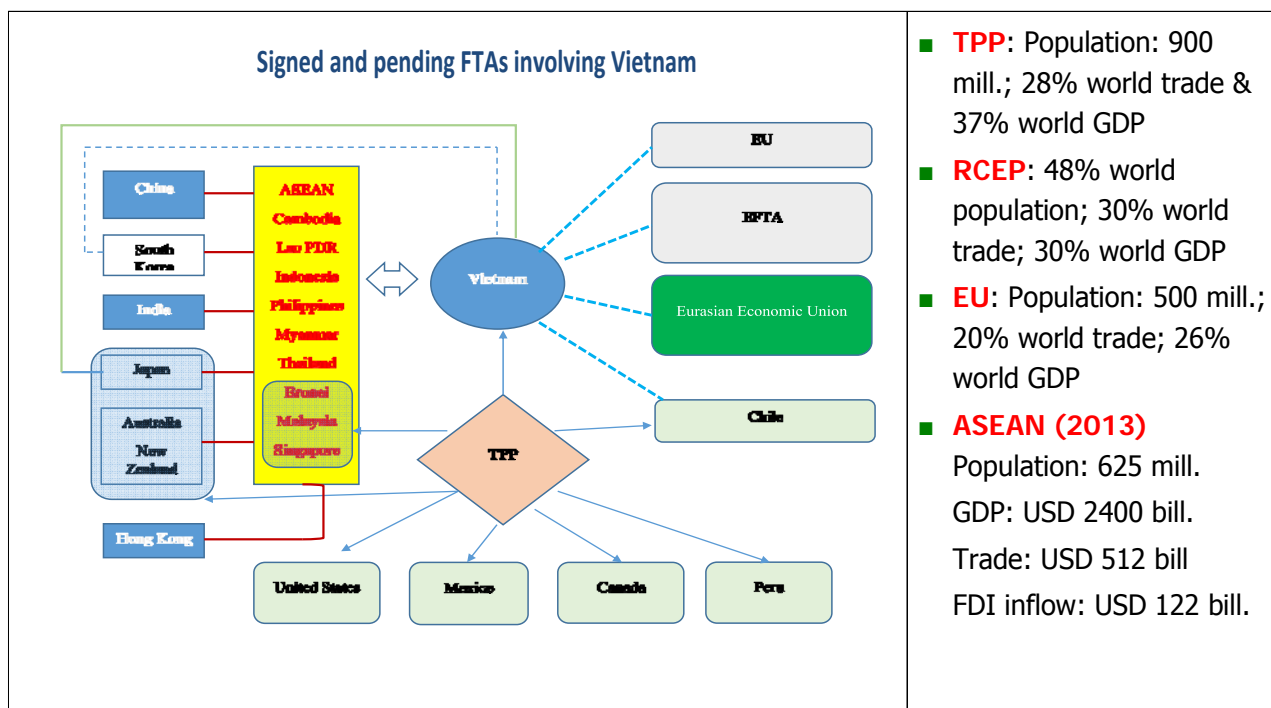 Signed and pending FTAs involving Vietnam
China
South
Korea
India
Japan
Australia
New
Zealand
Hong Kong
ASEAN
Cambodia
Lao PDR
Indonesia
Philippines
Myanmar
Thailand
Brunei
Malaysia
Singapore
Vietnam
EU
EFTA
Eurasian Economic Union
Chile
TPP
United States
Mexico
Canada
Peru
TPP: Population: 900
mill.; 28% world trade &
37% world GDP
RCEP: 48% world
population; 30% world
trade; 30% world GDP
EU: Population: 500 mill.;
20% world trade; 26%
world GDP
ASEAN (2013)
Population: 625 mill.
GDP: USD 2400 bill.
Trade: USD 512 bill
FDI inflow: USD 122 bill.